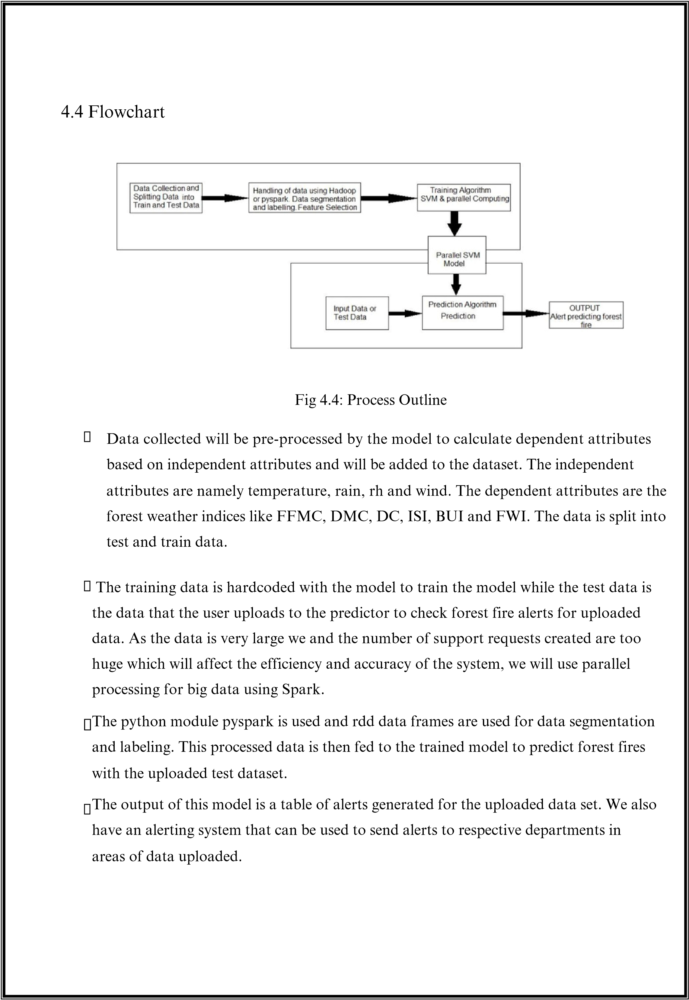 4.4 Flowchart
Data Collection and
Splitting Data into
Train and Test Data
Handling of data using Hadoop
or pyspark. Data segmentation
and labelling. Feature Selection
Training Algorithm
SVM & parallel Computing
Parallel SVM
Model
Input Data or
Test Data
Prediction Algorithm
Prediction
OUTPUT
Alert predicting forest
fire
Fig 4.4: Process Outline
Data collected will be pre-processed by the model to calculate dependent attributes
based on independent attributes and will be added to the dataset. The independent
attributes are namely temperature, rain, rh and wind. The dependent attributes are the
forest weather indices like FFMC, DMC, DC, ISI, BUI and FWI. The data is split into
test and train data.
The training data is hardcoded with the model to train the model while the test data is
the data that the user uploads to the predictor to check forest fire alerts for uploaded
data. As the data is very large we and the number of support requests created are too
huge which will affect the efficiency and accuracy of the system, we will use parallel
processing for big data using Spark.
The python module pyspark is used and rdd data frames are used for data segmentation
and labeling. This processed data is then fed to the trained model to predict forest fires
with the uploaded test dataset.
The output of this model is a table of alerts generated for the uploaded data set. We also
have an alerting system that can be used to send alerts to respective departments in
areas of data uploaded.